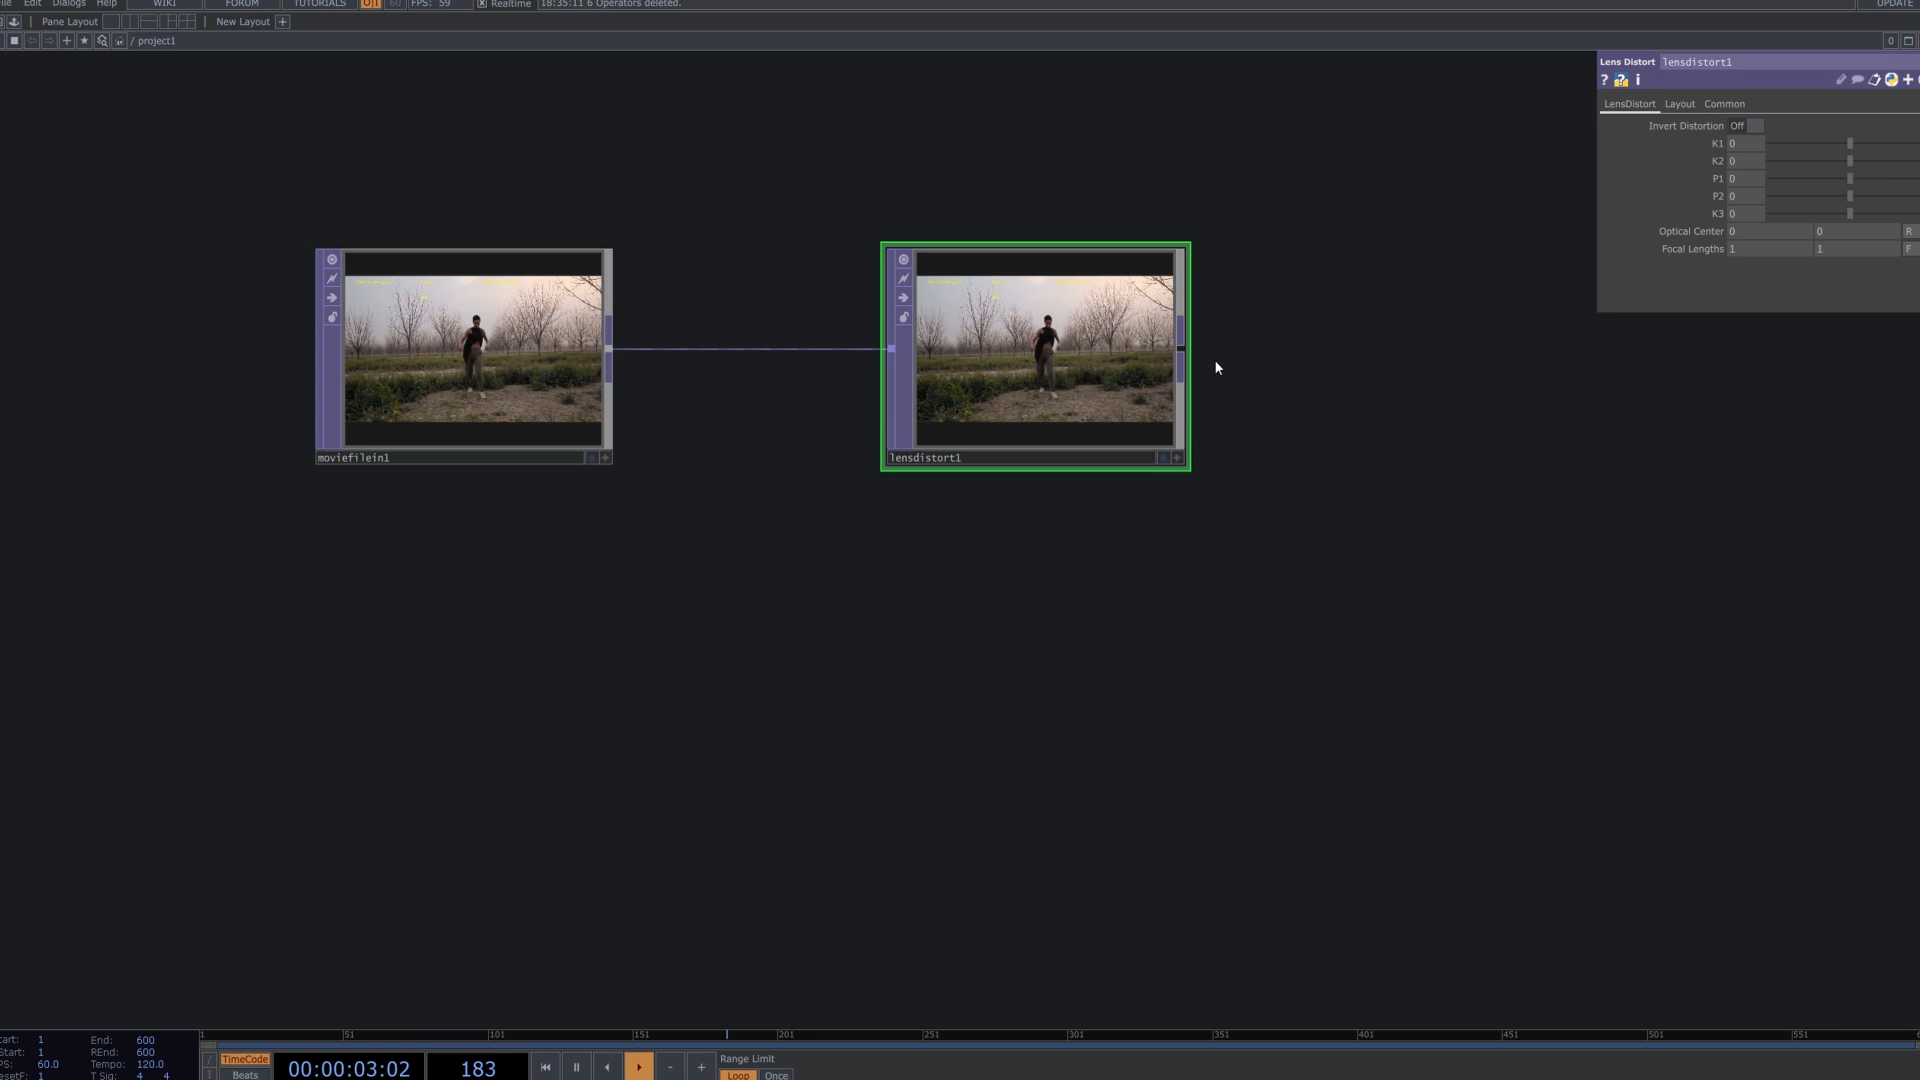 ile Edit Dialogs Help WIKI FORUM TUTORIALS O|I 60 FPS: 59 Realtime 18:35:11 6 Operators deleted. UPDATE
Pane Layout New Layout +
/ project1 0
Lens Distort lensdistort1
? ? i
LensDistort Layout Common
Invert Distortion Off
K1 0
K2 0
P1 0
P2 0
K3 0
Optical Center 0 0 R
Focal Lengths 1 1 F
moviefilein1
lensdistort1
1 51 101 151 201 251 301 351 401 451 501 551
tart: 1 End: 600
Start: 1 REnd: 600
PS: 60.0 Tempo: 120.0
esetF: 1 T Sig: 4 4
TimeCode
Beats
00:00:03:02
183
- +
Range Limit
Loop Once